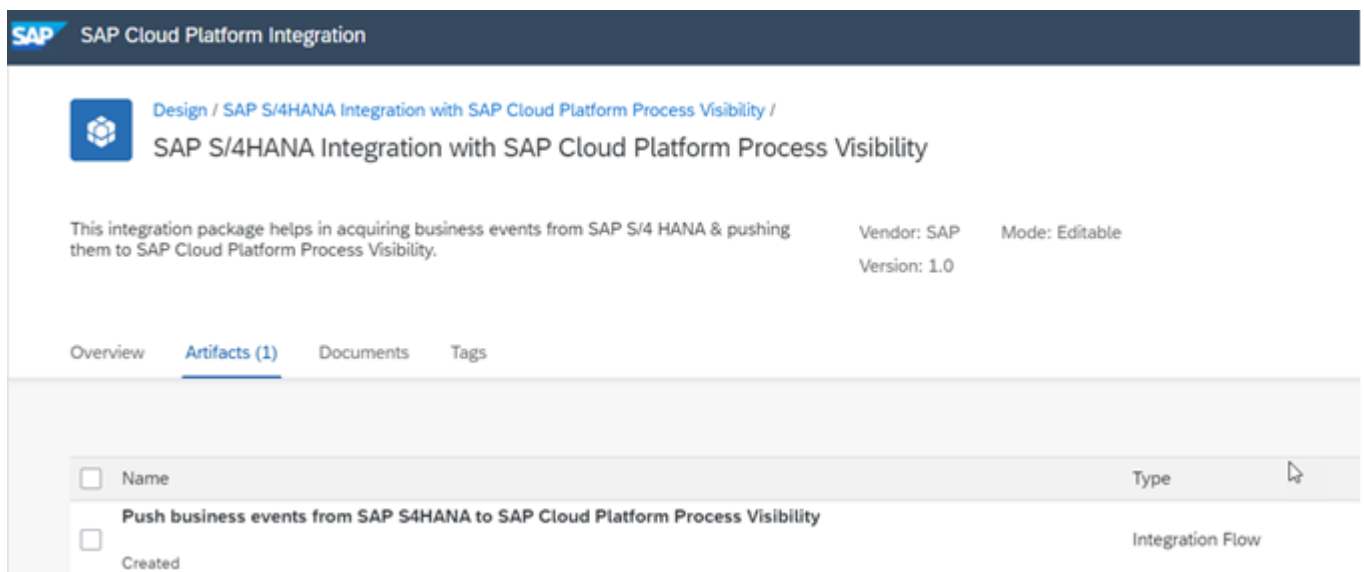 SAP SAP Cloud Platform Integration
Design / SAP S/4HANA Integration with SAP Cloud Platform Process Visibility /
SAP S/4HANA Integration with SAP Cloud Platform Process Visibility
This integration package helps in acquiring business events from SAP S/4 HANA & pushing
them to SAP Cloud Platform Process Visibility.
Vendor: SAP Mode: Editable
Version: 1.0
Overview Artifacts (1) Documents Tags
Name Type
Push business events from SAP S4HANA to SAP Cloud Platform Process Visibility
Integration Flow
Created